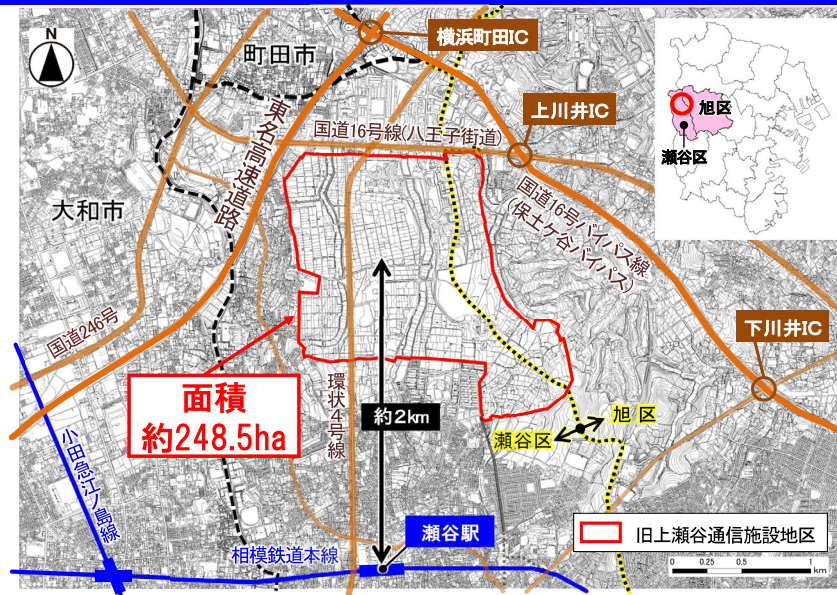 N
町田市
横浜町田IC
旭区
瀬谷区
上川井IC
国道16号線(八王子街道)
東名高速道路
大和市
国道16号バイパス線
(保土ケ谷バイパス)
国道246号
下川井IC
面積
約248.5ha
環状4号線
約2km
旭区
瀬谷区
小田急江ノ島線
瀬谷駅
相模鉄道本線
旧上瀬谷通信施設地区
0 0.25 0.5 1
km